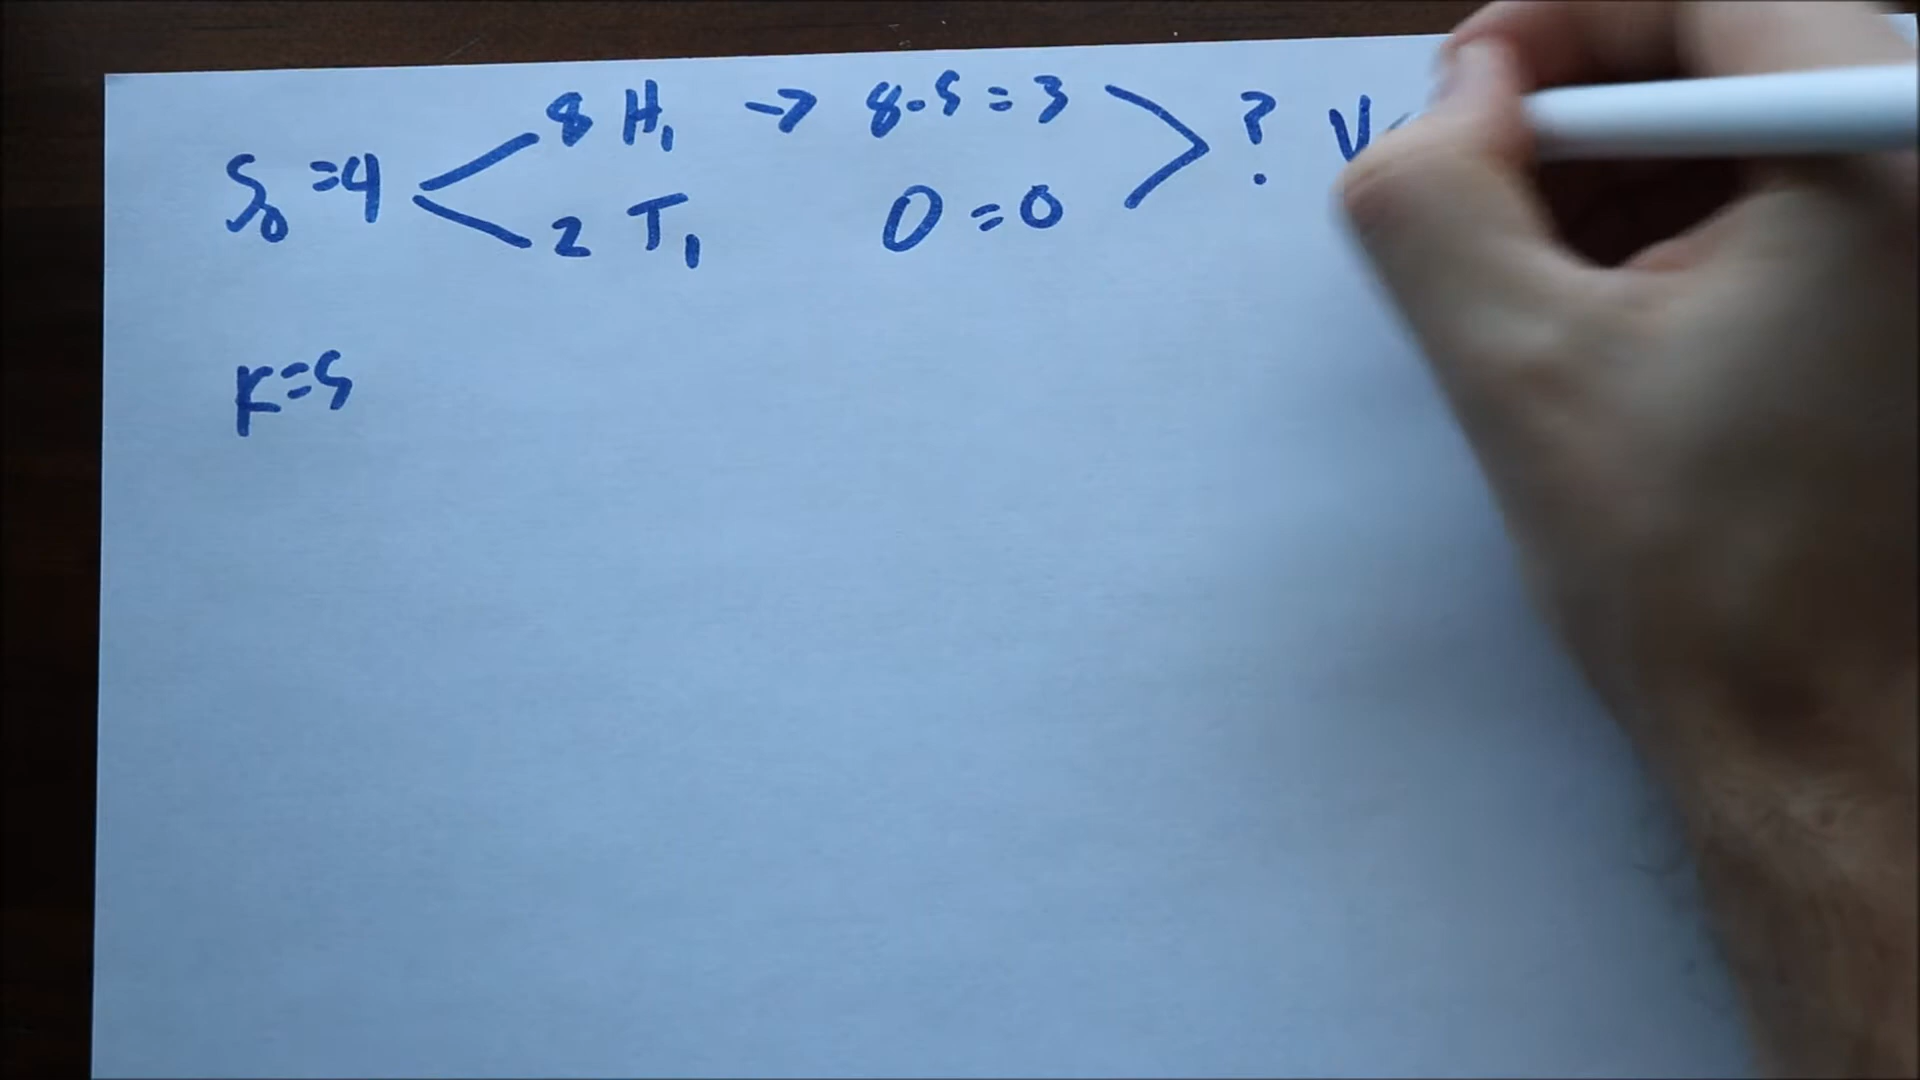 S₀ = 4 < 8 H₁ → 8 - 5 = 3 > ? V
2 T₁ 0 = 0
K = 5